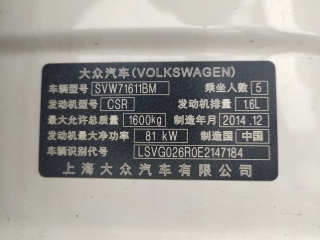 大众汽车(VOLKSWAGEN)
车辆型号 SVW71611BM 乘坐人数 5
发动机型号 CSR 发动机排量 1.6L
最大允许总质量 1600kg 制造年月 2014.12
发动机最大净功率 81 kW 制造国 中国
车辆识别代号 LSVG026R0E2147184
上海大众汽车有限公司